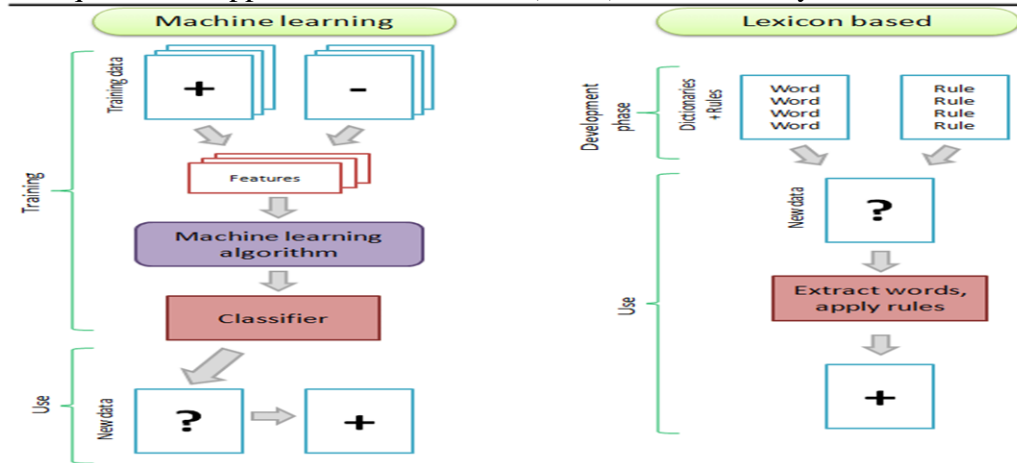 Machine learning
Training data
+
-
Features
Machine learning
algorithm
Classifier
Training
Use
New data
?
+
Lexicon based
Development
phase
Dictionaries
+ Rules
Word
Word
Word
Word
Rule
Rule
Rule
Rule
Use
New data
?
Extract words,
apply rules
+